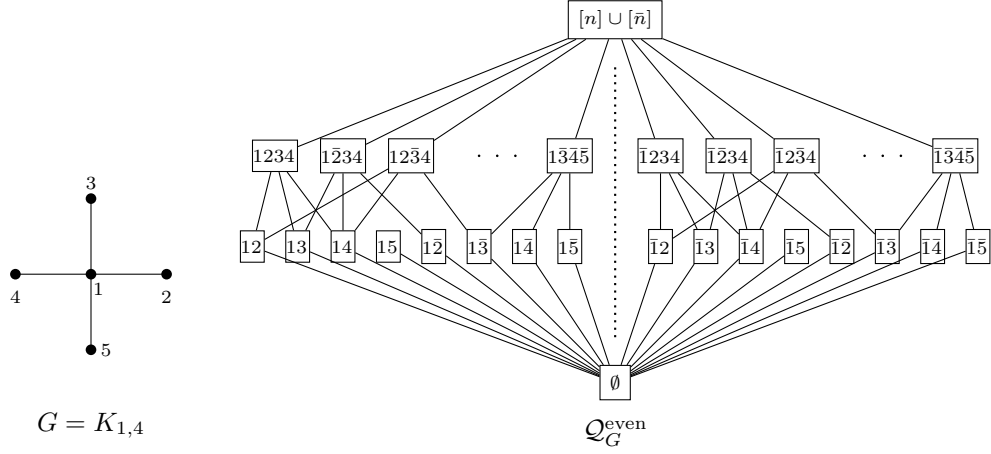 [n] ∪ [n̄]
1234 12̄34 123̄4 · · · 13̄4̄5̄ 1̄234 1̄2̄34 1̄23̄4 · · · 1̄3̄4̄5̄
3
12 13 14 15 12̄ 13̄ 14̄ 15̄ 1̄2 1̄3 1̄4 1̄5 1̄2̄ 1̄3̄ 1̄4̄ 1̄5̄
4 1 2
5
∅
G = K₁,₄
𝒬_G^even